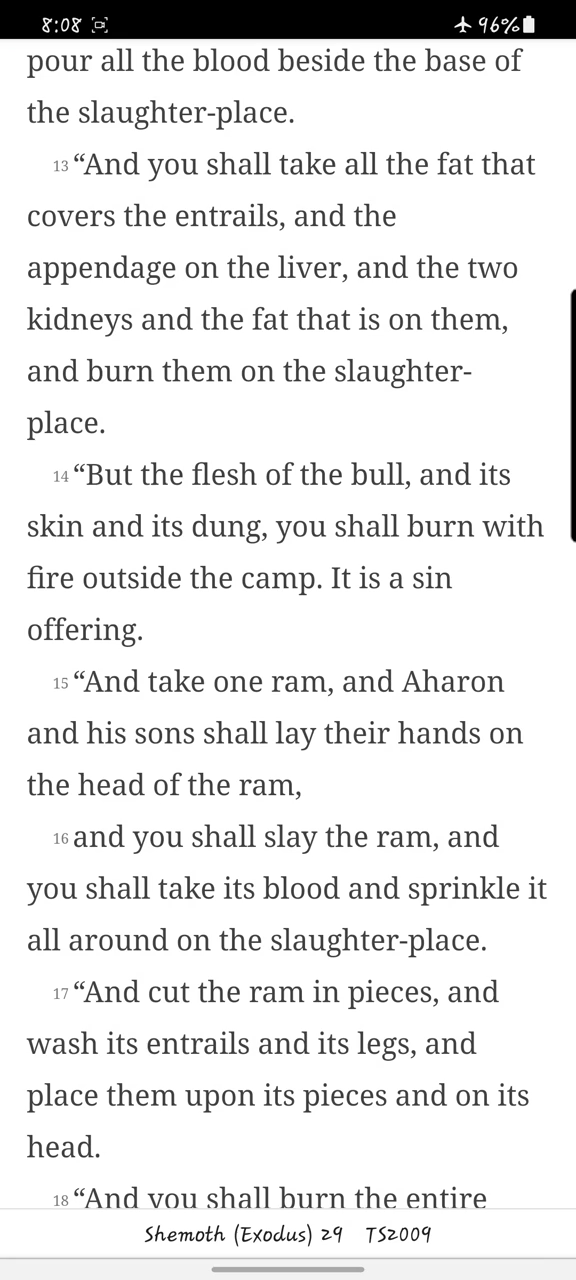 8:08 96%
pour all the blood beside the base of
the slaughter-place.
13 “And you shall take all the fat that
covers the entrails, and the
appendage on the liver, and the two
kidneys and the fat that is on them,
and burn them on the slaughter-
place.
14 “But the flesh of the bull, and its
skin and its dung, you shall burn with
fire outside the camp. It is a sin
offering.
15 “And take one ram, and Aharon
and his sons shall lay their hands on
the head of the ram,
16 and you shall slay the ram, and
you shall take its blood and sprinkle it
all around on the slaughter-place.
17 “And cut the ram in pieces, and
wash its entrails and its legs, and
place them upon its pieces and on its
head.
18 “And you shall burn the entire
Shemoth (Exodus) 29 TS2009